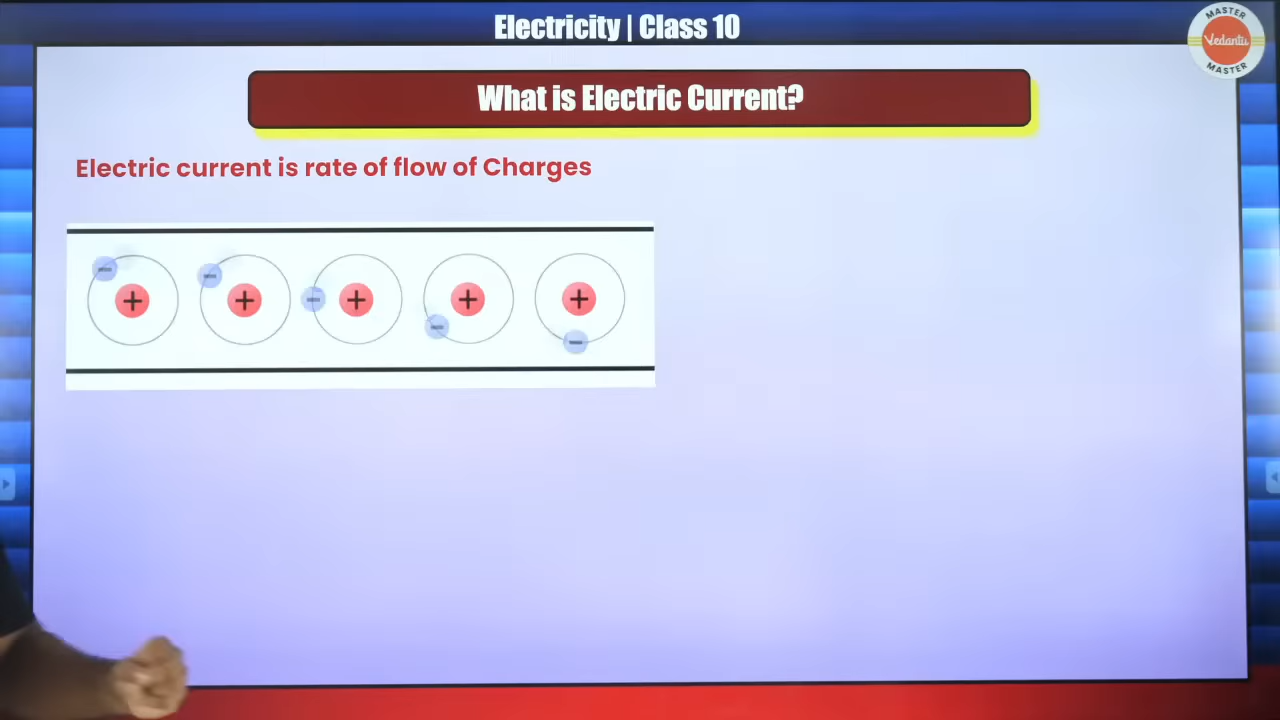 Electricity | Class 10
MASTER
Vedantu
MASTER
What is Electric Current?
Electric current is rate of flow of Charges
− − − − −
+ + + + +